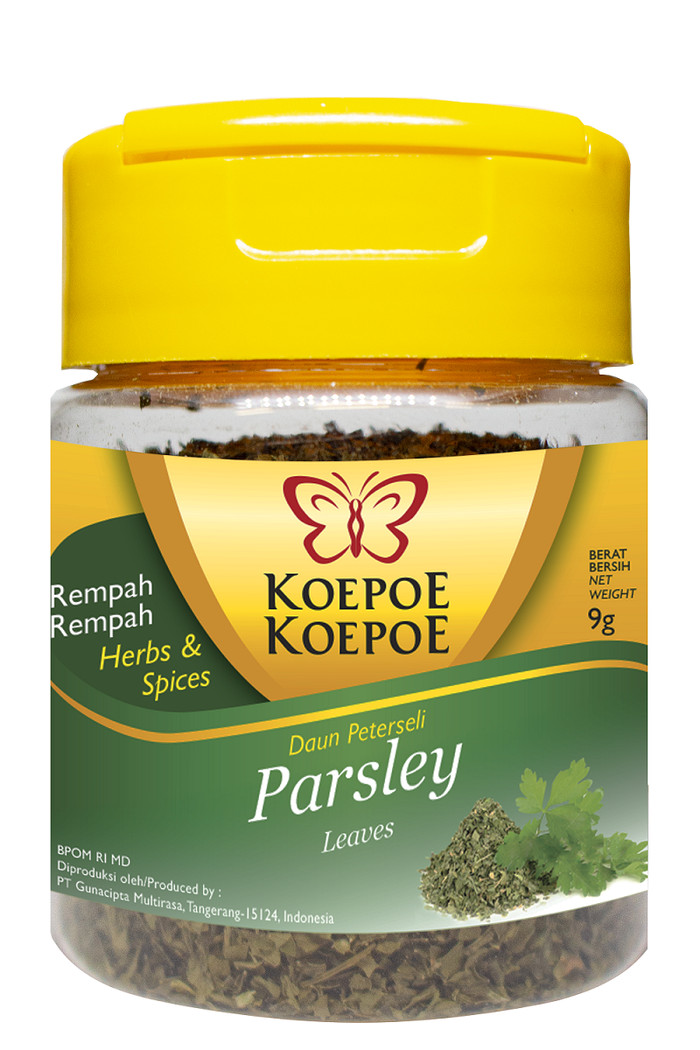 KOEPOE
KOEPOE
Rempah
Rempah
Herbs &
Spices
BERAT
BERSIH
NET
WEIGHT
9g
Daun Peterseli
Parsley
Leaves
BPOM RI MD
Diproduksi oleh/Produced by :
PT Gunacipta Multirasa, Tangerang-15124, Indonesia